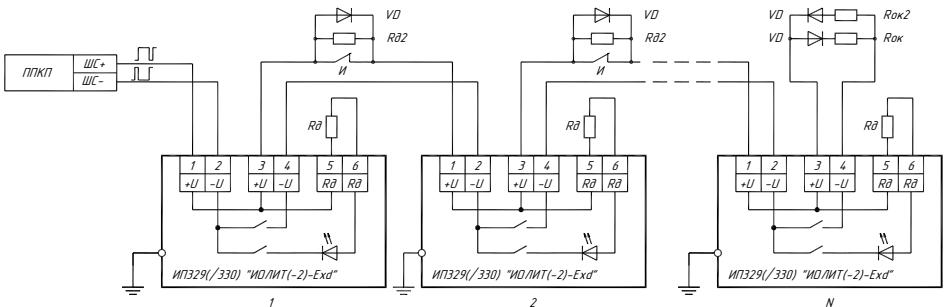 VD
Rд2
И
VD
Rд2
И
VD
Rок2
VD
Rок
ППКП
ШС+
ШС-
Rд
Rд
Rд
1 2 3 4 5 6
+U -U +U -U Rд Rд
1 2 3 4 5 6
+U -U +U -U Rд Rд
1 2 3 4 5 6
+U -U +U -U Rд Rд
ИП329(/330) "ИОЛИТ(-2)-Exd"
ИП329(/330) "ИОЛИТ(-2)-Exd"
ИП329(/330) "ИОЛИТ(-2)-Exd"
1
2
N